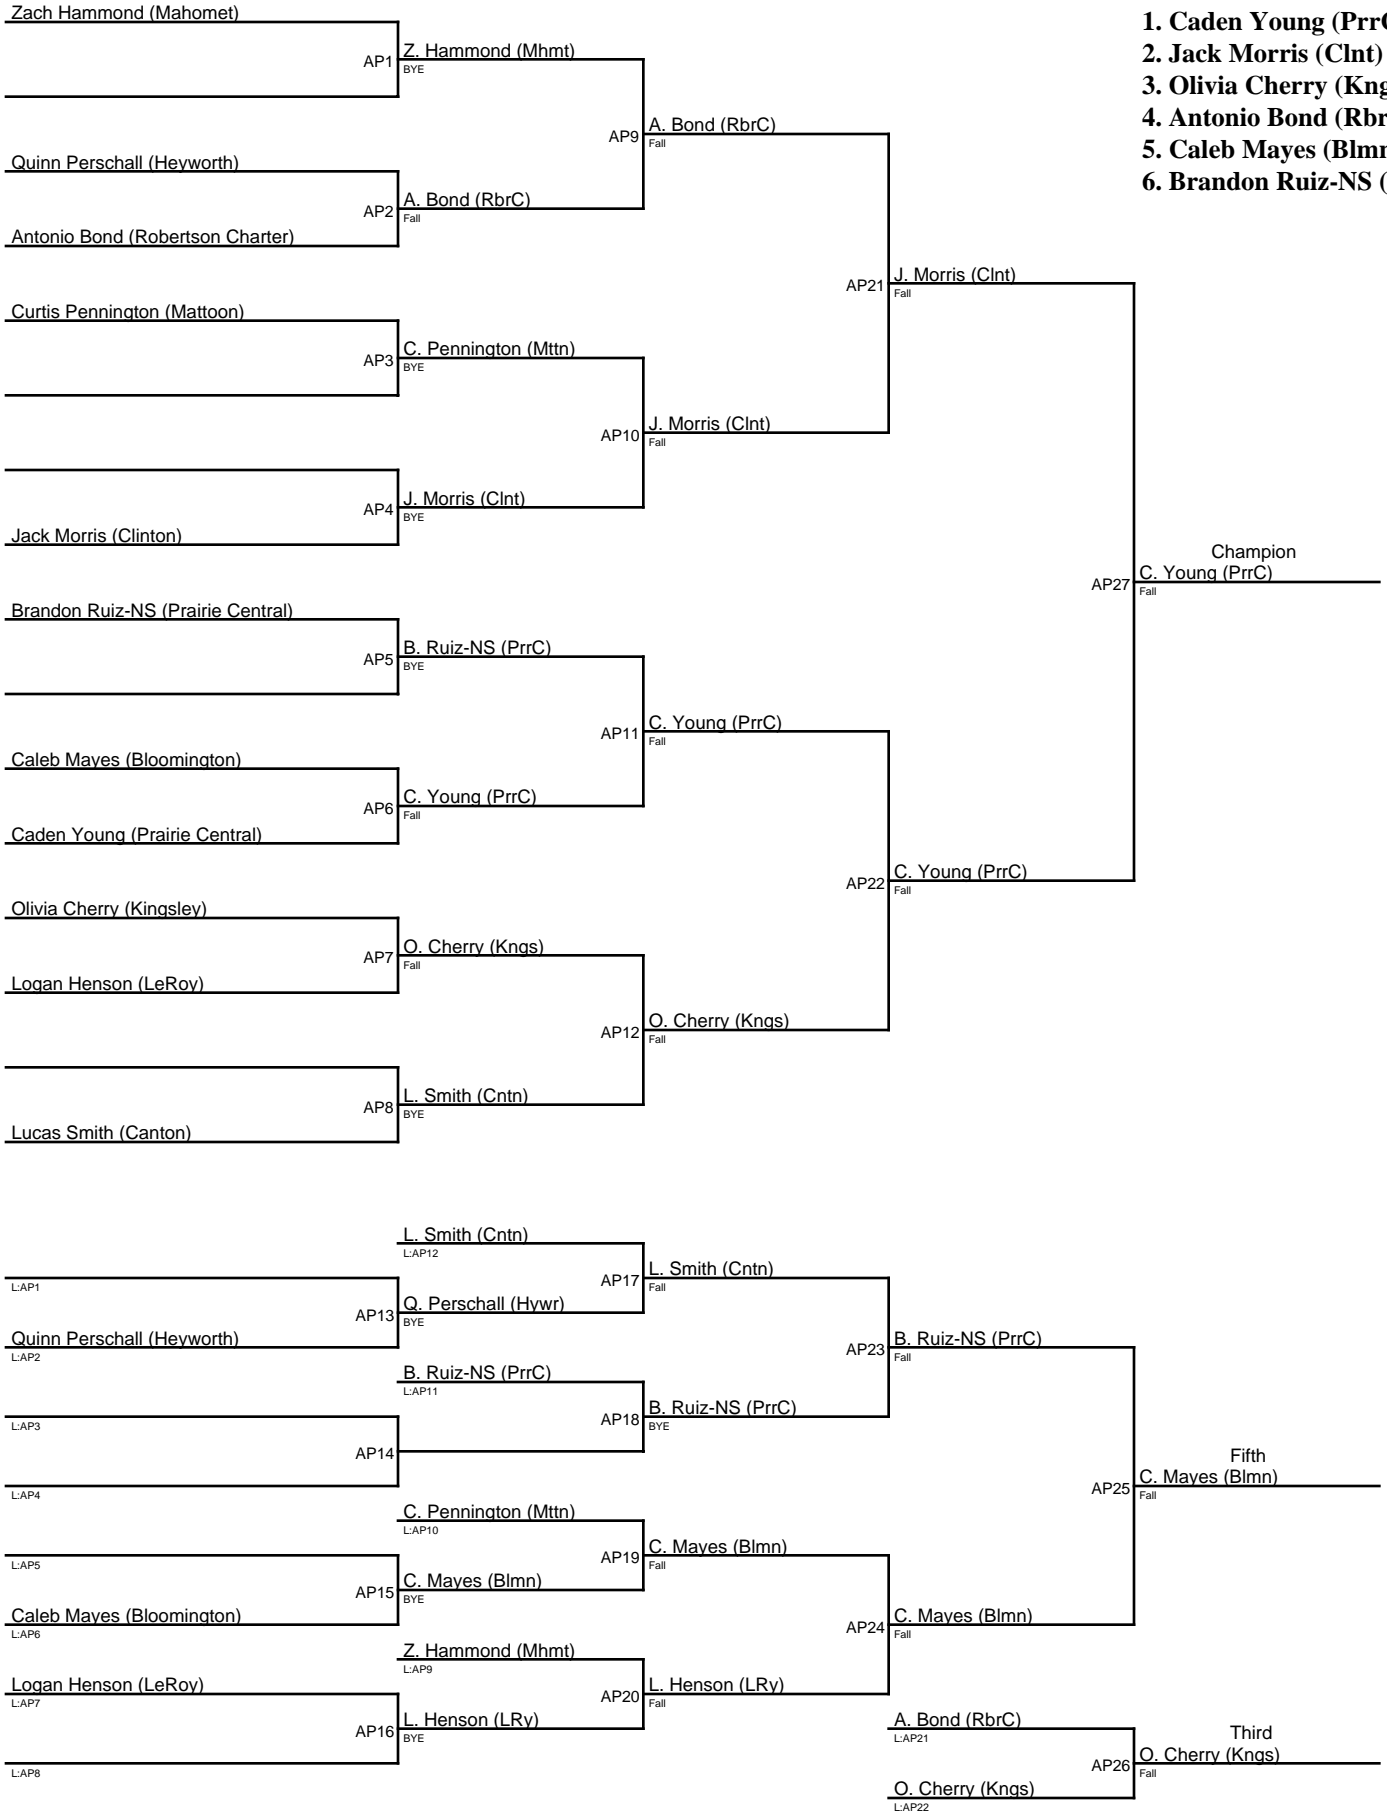 Zach Hammond (Mahomet)
AP1
Z. Hammond (Mhmt)
BYE
Quinn Perschall (Heyworth)
AP2
A. Bond (RbrC)
Fall
Antonio Bond (Robertson Charter)
AP9
A. Bond (RbrC)
Fall
Curtis Pennington (Mattoon)
AP3
C. Pennington (Mttn)
BYE
AP10
J. Morris (Clnt)
Fall
AP4
J. Morris (Clnt)
BYE
Jack Morris (Clinton)
AP21
J. Morris (Clnt)
Fall
Brandon Ruiz-NS (Prairie Central)
AP5
B. Ruiz-NS (PrrC)
BYE
AP11
C. Young (PrrC)
Fall
Caleb Mayes (Bloomington)
AP6
C. Young (PrrC)
Fall
Caden Young (Prairie Central)
AP22
C. Young (PrrC)
Fall
Olivia Cherry (Kingsley)
AP7
O. Cherry (Kngs)
Fall
Logan Henson (LeRoy)
AP12
O. Cherry (Kngs)
Fall
AP8
L. Smith (Cntn)
BYE
Lucas Smith (Canton)
Champion
AP27
C. Young (PrrC)
Fall
1. Caden Young (PrrC
2. Jack Morris (Clnt)
3. Olivia Cherry (Kng
4. Antonio Bond (Rbr
5. Caleb Mayes (Blmn
6. Brandon Ruiz-NS (
L. Smith (Cntn)
L:AP12
AP17
L. Smith (Cntn)
Fall
L:AP1
AP13
Q. Perschall (Hywr)
BYE
Quinn Perschall (Heyworth)
L:AP2
AP23
B. Ruiz-NS (PrrC)
Fall
B. Ruiz-NS (PrrC)
L:AP11
AP18
B. Ruiz-NS (PrrC)
BYE
L:AP3
AP14
L:AP4
Fifth
AP25
C. Mayes (Blmn)
Fall
C. Pennington (Mttn)
L:AP10
AP19
C. Mayes (Blmn)
Fall
L:AP5
AP15
C. Mayes (Blmn)
BYE
Caleb Mayes (Bloomington)
L:AP6
AP24
C. Mayes (Blmn)
Fall
Z. Hammond (Mhmt)
L:AP9
AP20
L. Henson (LRy)
Fall
Logan Henson (LeRoy)
L:AP7
AP16
L. Henson (LRy)
BYE
L:AP8
A. Bond (RbrC)
L:AP21
Third
AP26
O. Cherry (Kngs)
Fall
O. Cherry (Kngs)
L:AP22